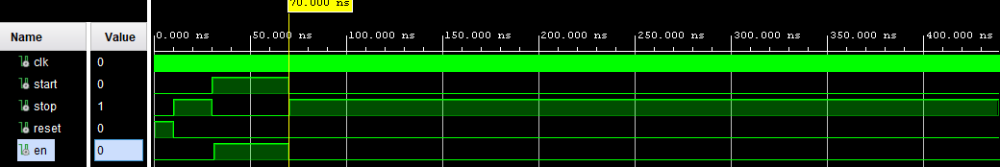 70.000 ns
Name Value
0.000 ns 50.000 ns 100.000 ns 150.000 ns 200.000 ns 250.000 ns 300.000 ns 350.000 ns 400.000 ns
clk 0
start 0
stop 1
reset 0
en 0